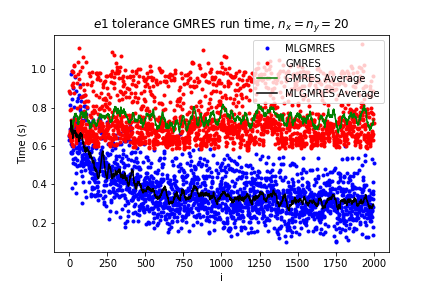 e1 tolerance GMRES run time, n_x = n_y = 20
MLGMRES
GMRES
GMRES Average
MLGMRES Average
Time (s)
1.0
0.8
0.6
0.4
0.2
0 250 500 750 1000 1250 1500 1750 2000
i